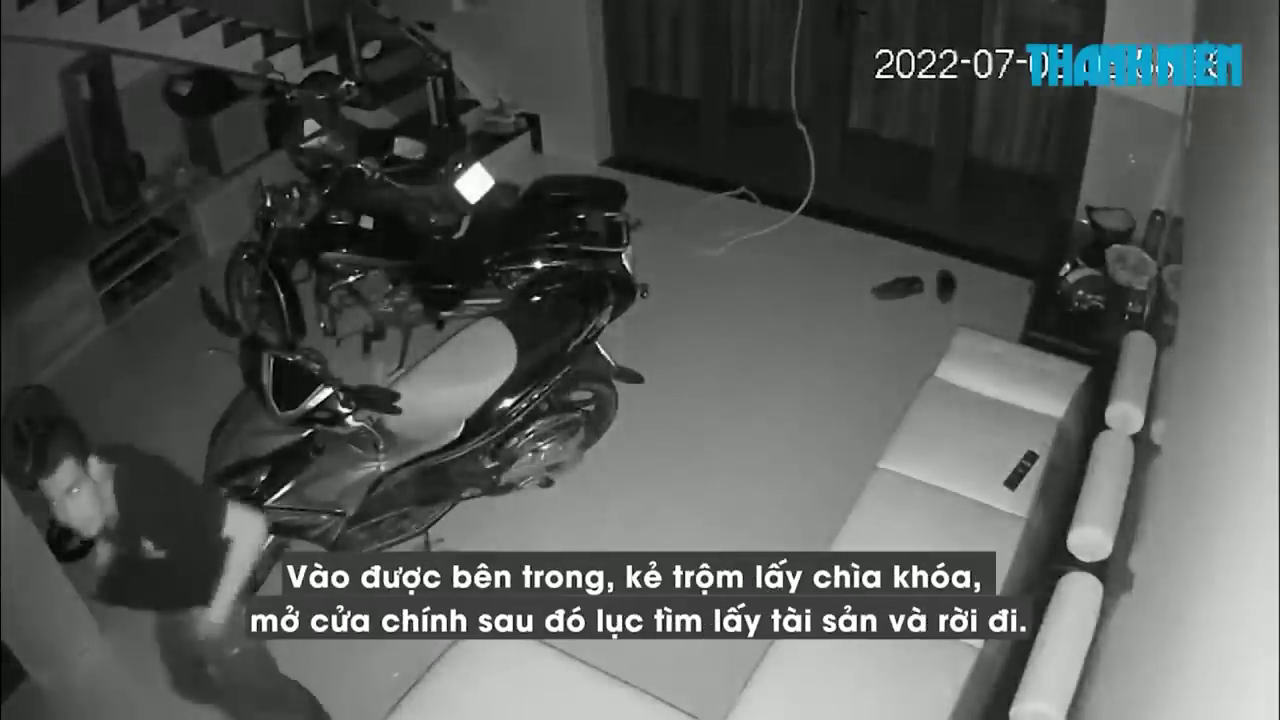 2022-07-0
THANH NIÊN
Vào được bên trong, kẻ trộm lấy chìa khóa,
mở cửa chính sau đó lục tìm lấy tài sản và rời đi.